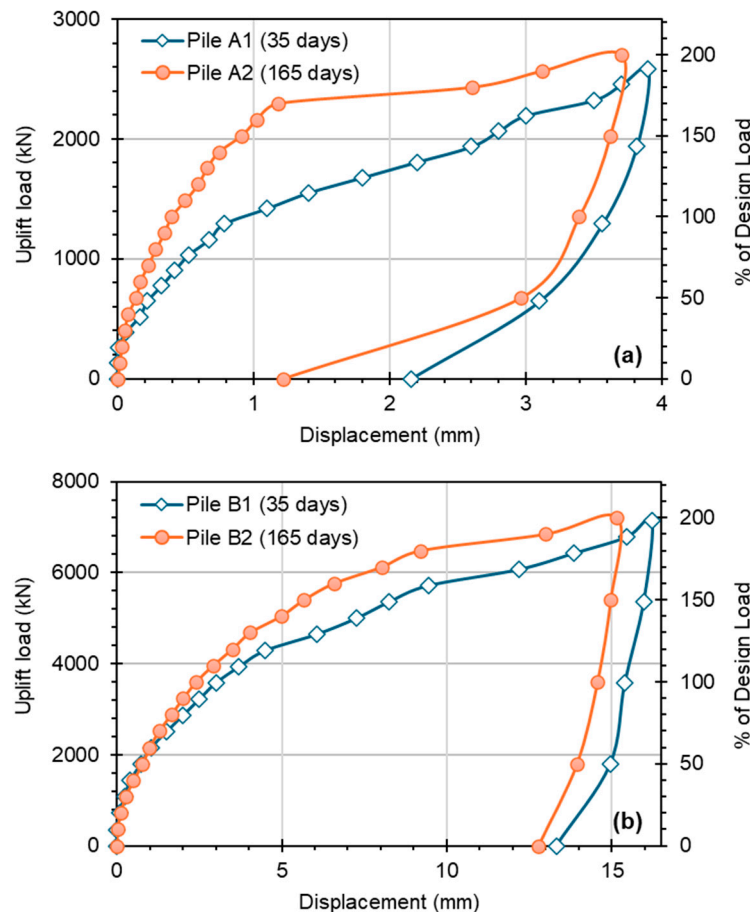 3000
2000
1000
0
Uplift load (kN)
Pile A1 (35 days)
Pile A2 (165 days)
200
150
100
50
0
% of Design Load
(a)
0
1
2
3
4
Displacement (mm)
8000
6000
4000
2000
0
Uplift load (kN)
Pile B1 (35 days)
Pile B2 (165 days)
200
150
100
50
0
% of Design Load
(b)
0
5
10
15
Displacement (mm)